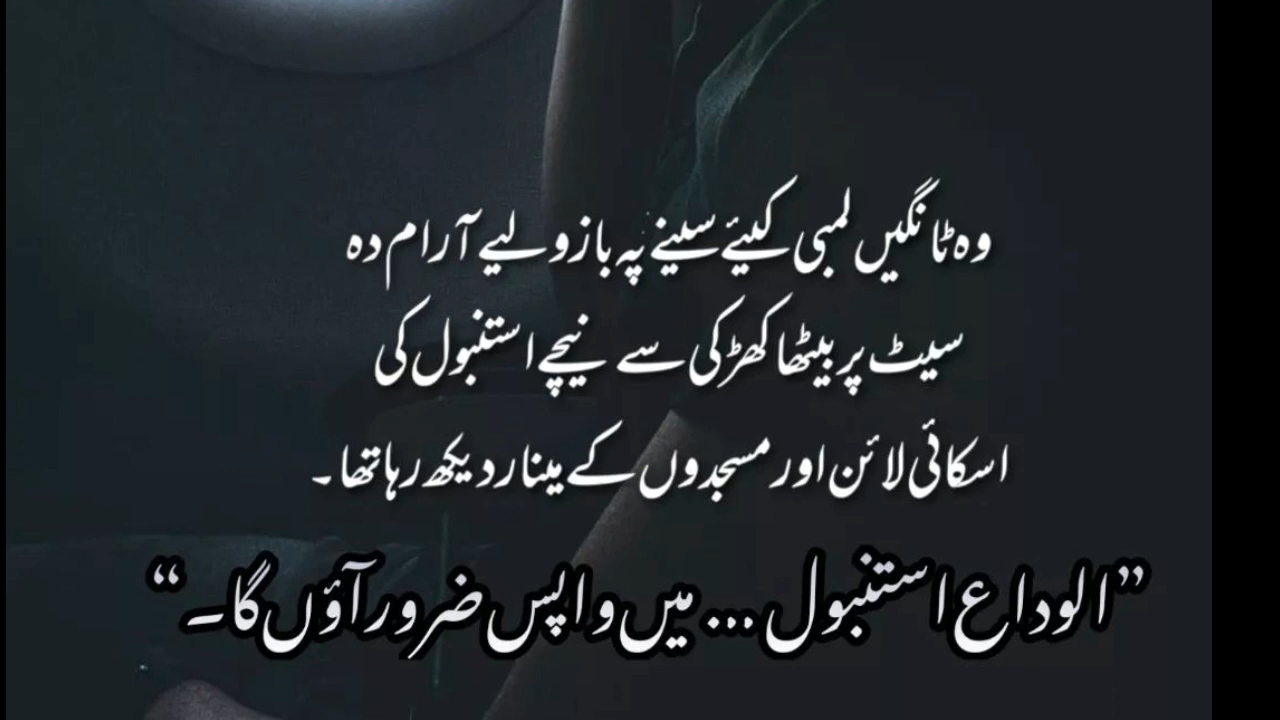 وہ ٹانگیں لمبی کیئے سینے پہ بازو لیے آرام دہ
سیٹ پر بیٹھا کھڑکی سے نیچے استنبول کی
اسکائی لائن اور مسجدوں کے مینار دیکھ رہا تھا۔
”الوداع استنبول ... میں واپس ضرور آؤں گا۔“